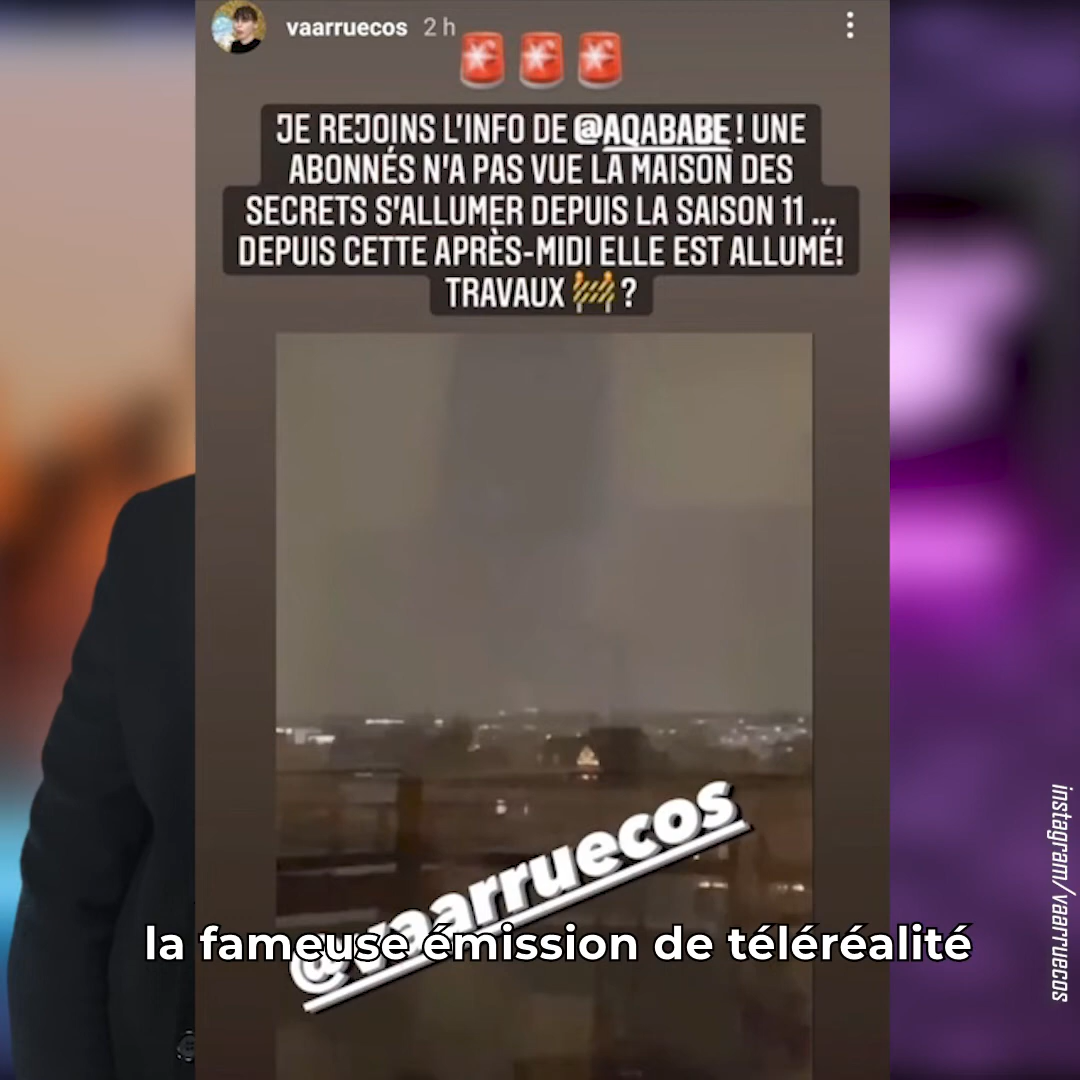 vaarruecos 2 h
JE REJOINS L'INFO DE @AQABABE ! UNE
ABONNÉS N'A PAS VUE LA MAISON DES
SECRETS S'ALLUMER DEPUIS LA SAISON 11 ...
DEPUIS CETTE APRÈS-MIDI ELLE EST ALLUMÉ!
TRAVAUX 🚧 ?
@vaarruecos
la fameuse émission de téléréalité
instagram/vaarruecos